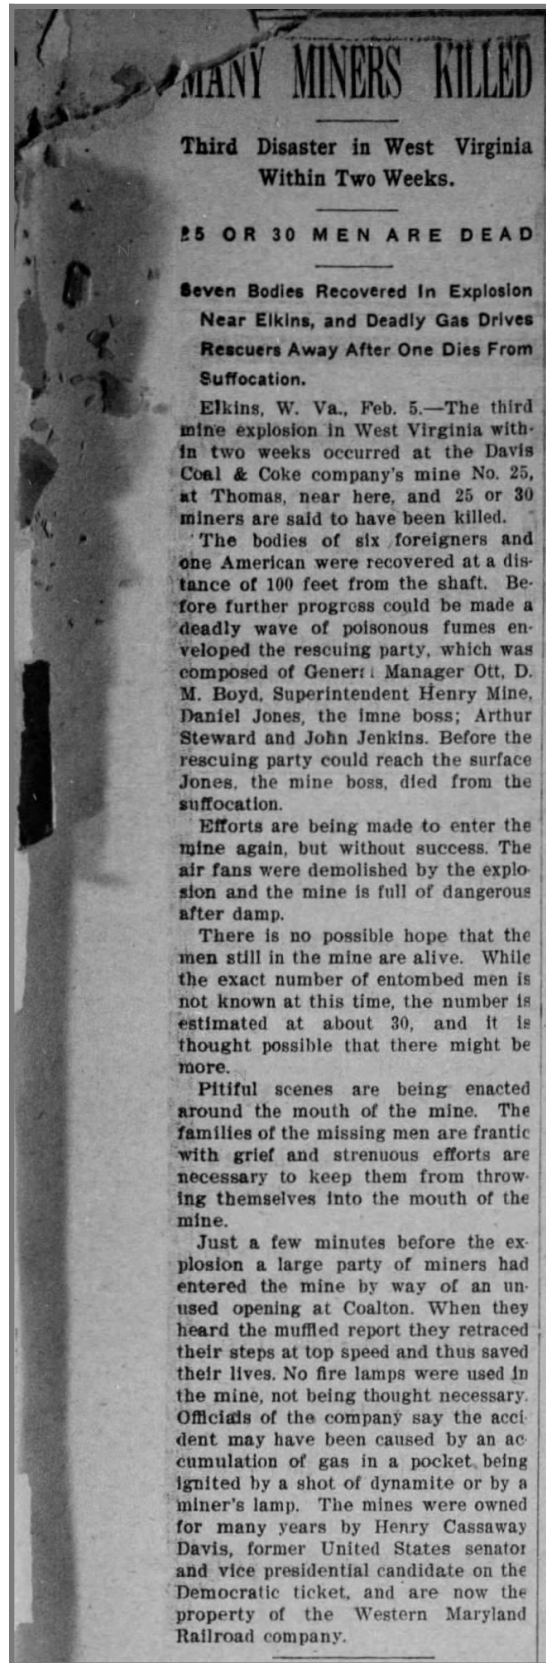 MANY MINERS KILLED
Third Disaster in West Virginia
Within Two Weeks.
25 OR 30 MEN ARE DEAD
Seven Bodies Recovered In Explosion
Near Elkins, and Deadly Gas Drives
Rescuers Away After One Dies From
Suffocation.
Elkins, W. Va., Feb. 5.—The third
mine explosion in West Virginia with-
in two weeks occurred at the Davis
Coal & Coke company's mine No. 25,
at Thomas, near here, and 25 or 30
miners are said to have been killed.
The bodies of six foreigners and
one American were recovered at a dis-
tance of 100 feet from the shaft. Be-
fore further progress could be made a
deadly wave of poisonous fumes en-
veloped the rescuing party, which was
composed of General Manager Ott, D.
M. Boyd, Superintendent Henry Mine,
Daniel Jones, the imne boss; Arthur
Steward and John Jenkins. Before the
rescuing party could reach the surface
Jones, the mine boss, died from the
suffocation.
Efforts are being made to enter the
mine again, but without success. The
air fans were demolished by the explo-
sion and the mine is full of dangerous
after damp.
There is no possible hope that the
men still in the mine are alive. While
the exact number of entombed men is
not known at this time, the number is
estimated at about 30, and it is
thought possible that there might be
more.
Pitiful scenes are being enacted
around the mouth of the mine. The
families of the missing men are frantic
with grief and strenuous efforts are
necessary to keep them from throw-
ing themselves into the mouth of the
mine.
Just a few minutes before the ex-
plosion a large party of miners had
entered the mine by way of an un-
used opening at Coalton. When they
heard the muffled report they retraced
their steps at top speed and thus saved
their lives. No fire lamps were used in
the mine, not being thought necessary.
Officials of the company say the acci-
dent may have been caused by an ac-
cumulation of gas in a pocket being
ignited by a shot of dynamite or by a
miner's lamp. The mines were owned
for many years by Henry Cassaway
Davis, former United States senator
and vice presidential candidate on the
Democratic ticket, and are now the
property of the Western Maryland
Railroad company.